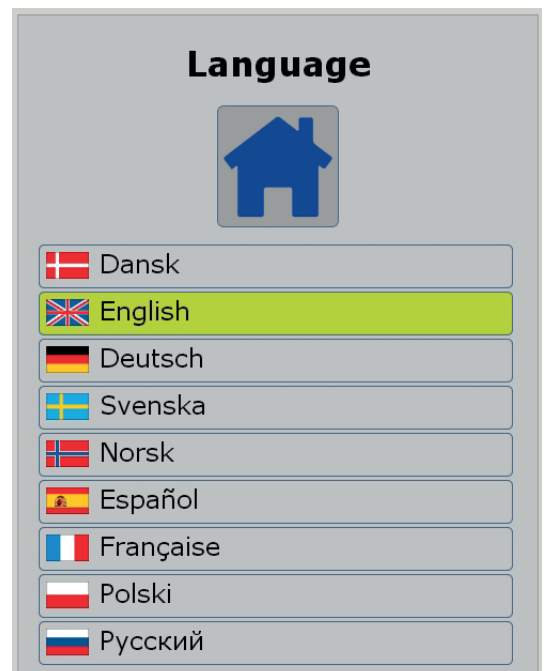 Language
Dansk
English
Deutsch
Svenska
Norsk
Español
Française
Polski
Русский